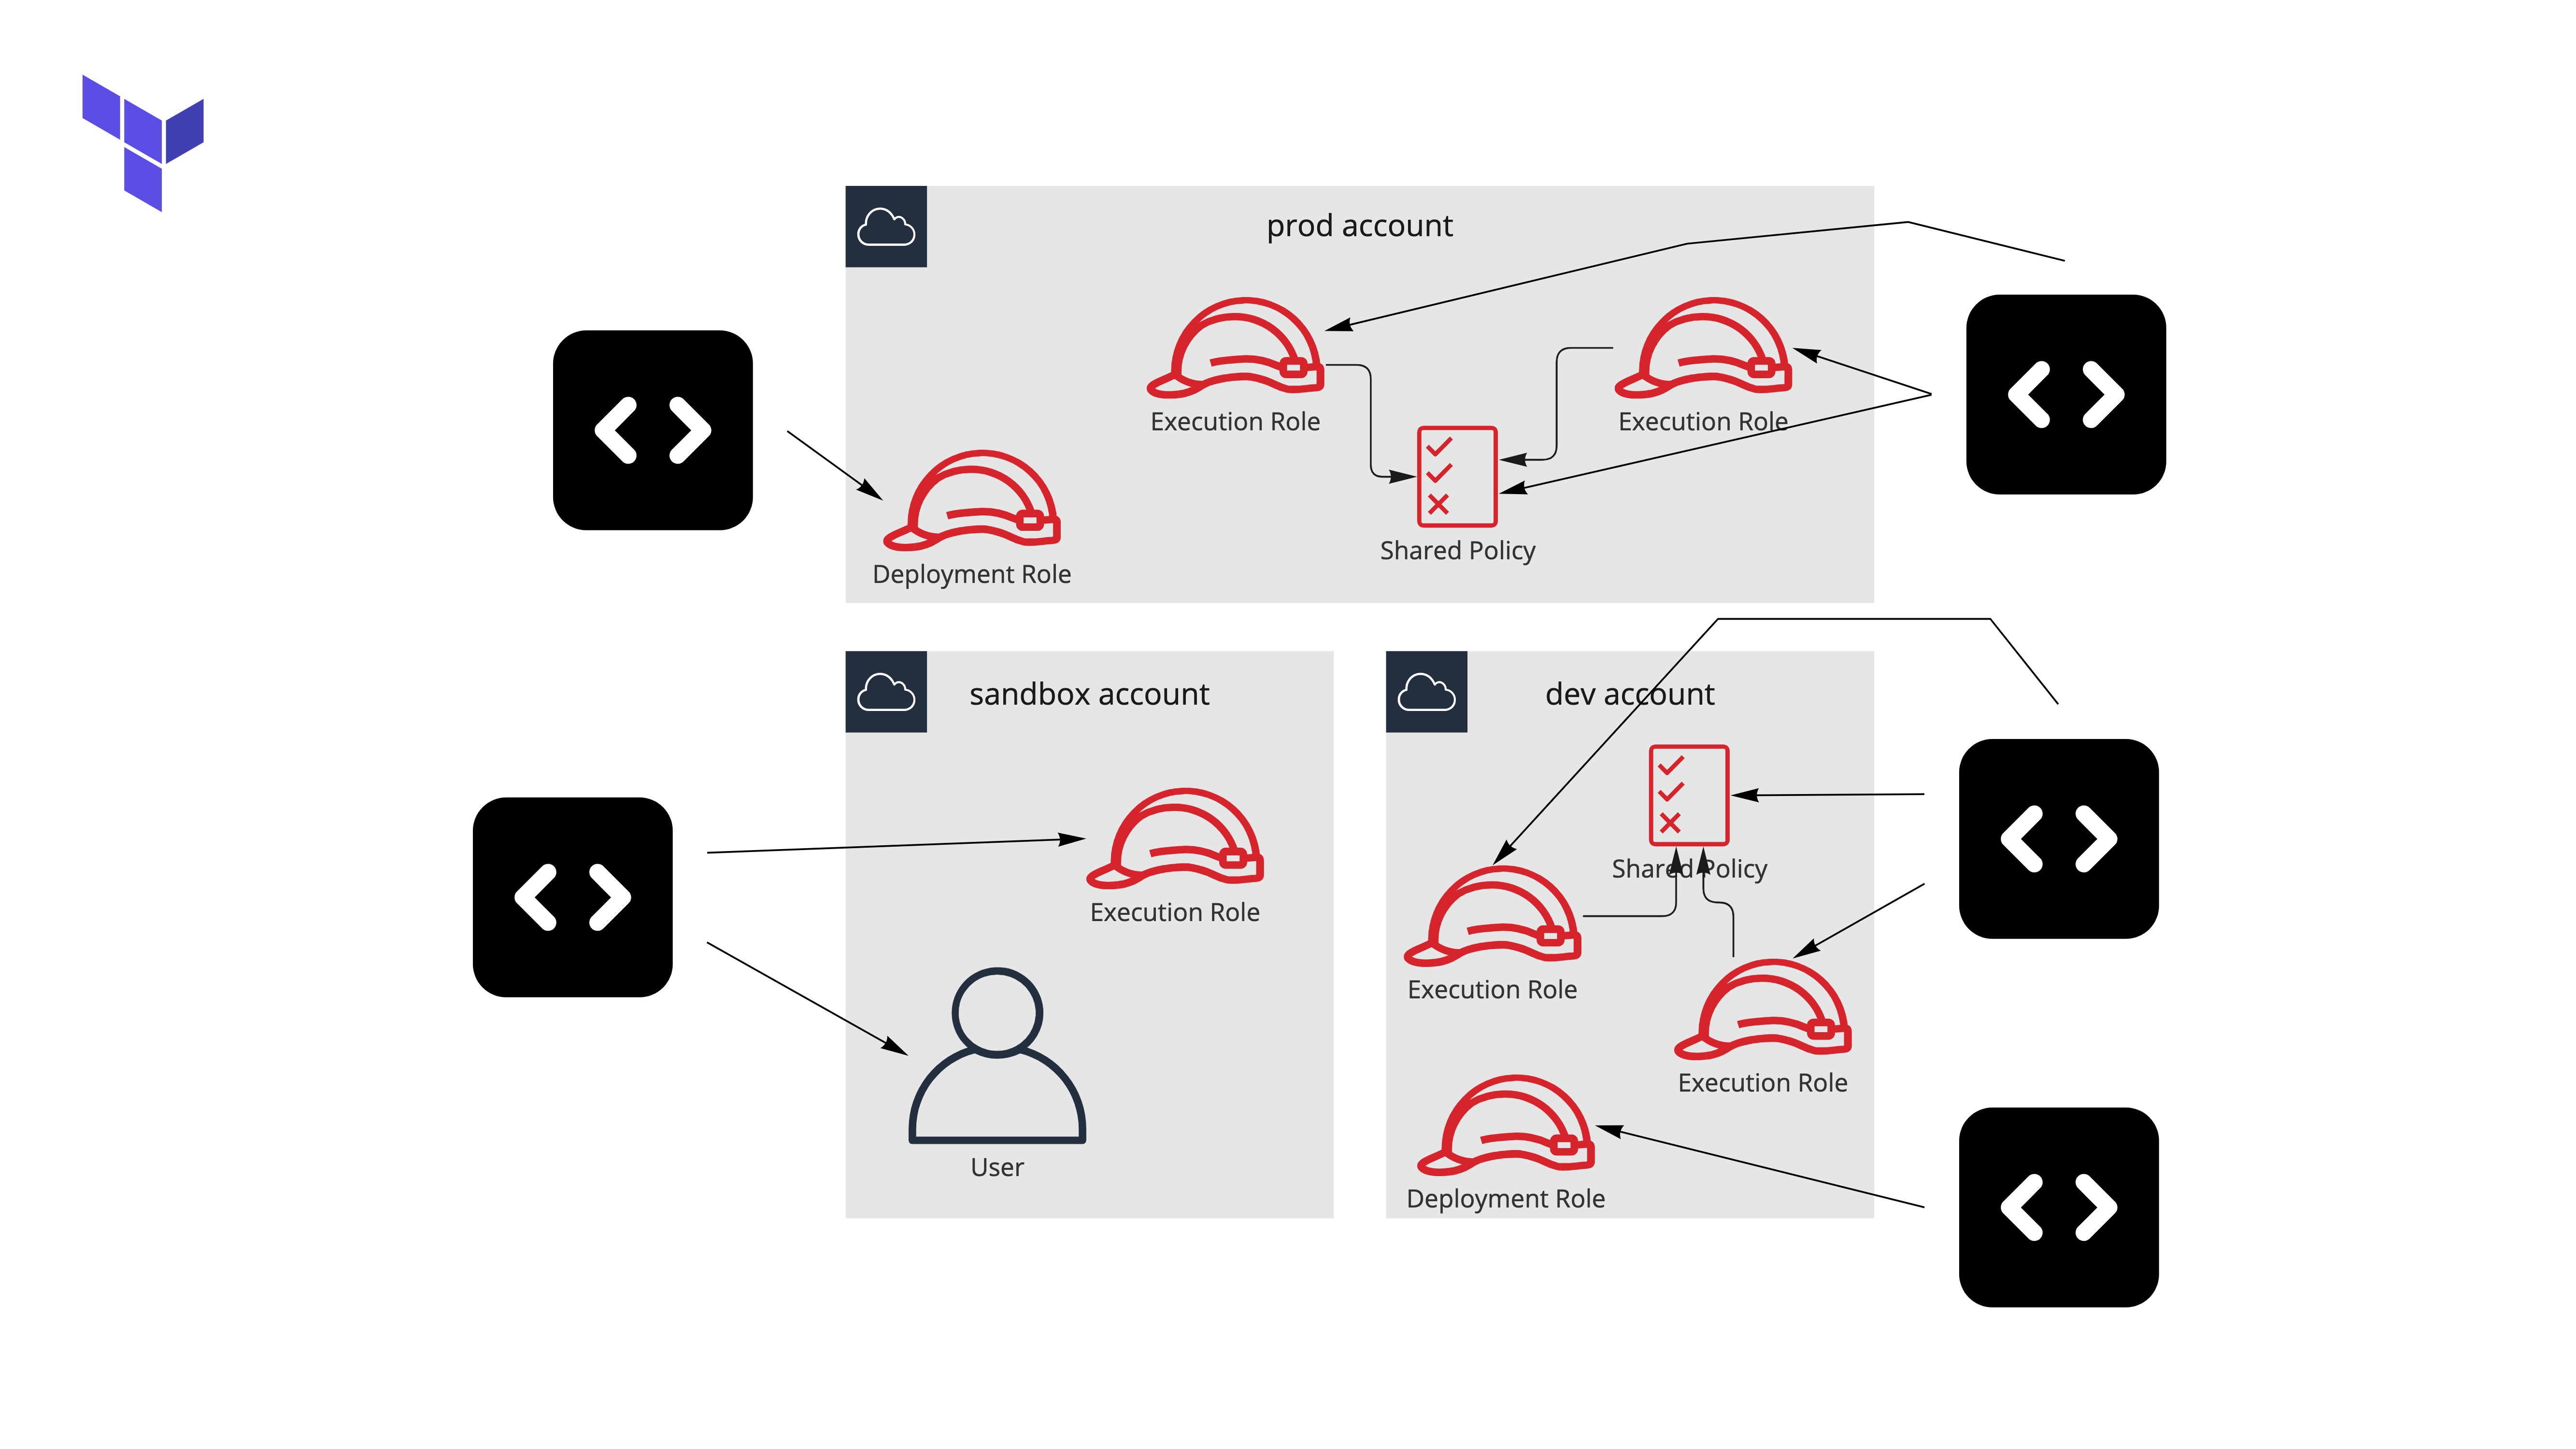 prod account
Execution Role
Execution Role
Shared Policy
Deployment Role
sandbox account
Execution Role
User
dev account
Shared Policy
Execution Role
Execution Role
Deployment Role